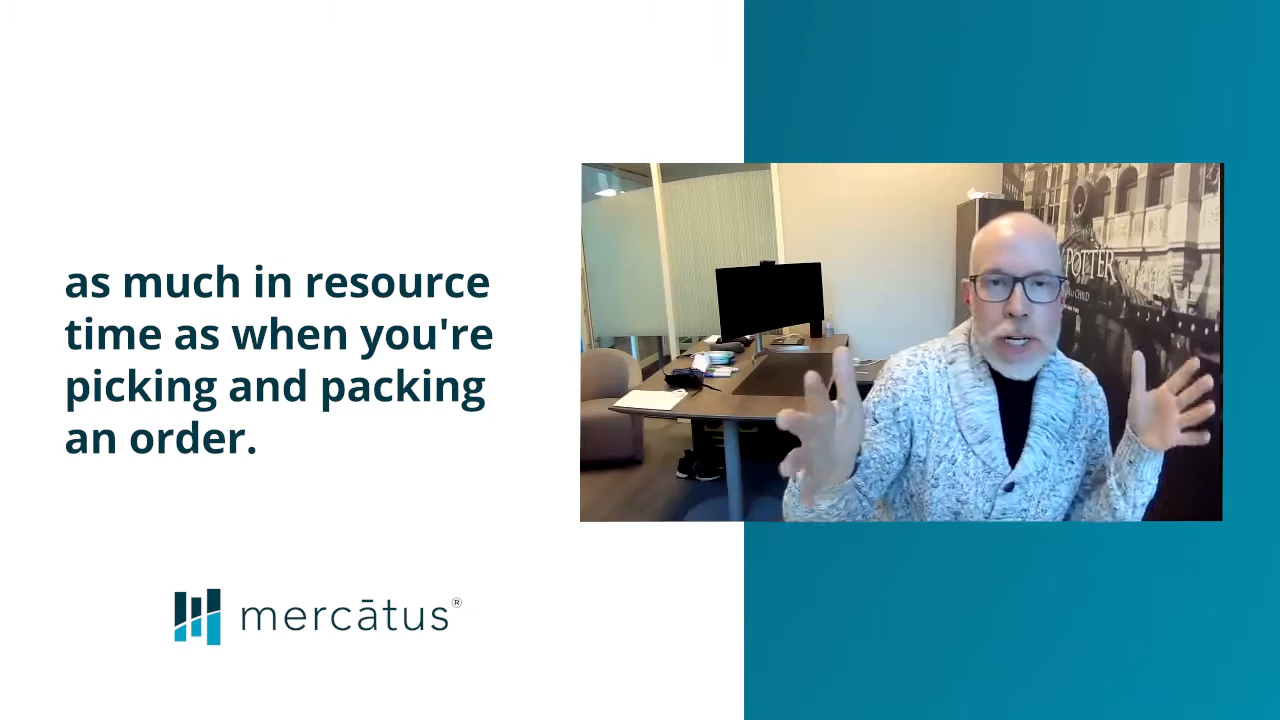 as much in resource
time as when you're
picking and packing
an order.
mercātus®
POTTER